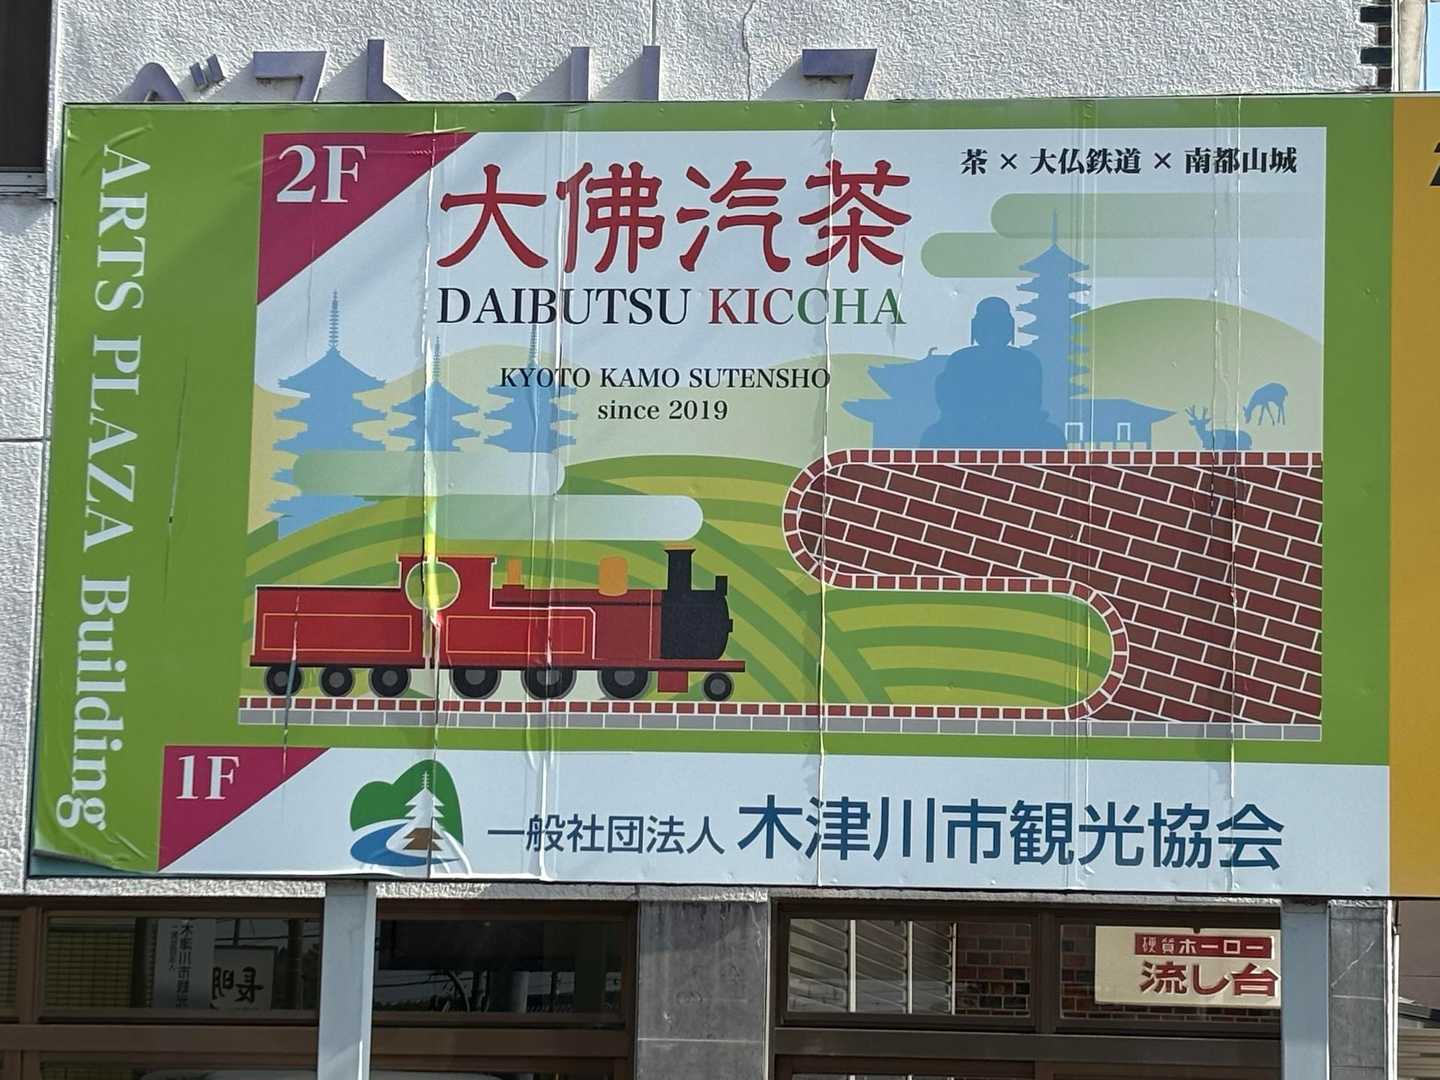 ARTS PLAZA Building
2F
大佛汽茶
茶 × 大仏鉄道 × 南都山城
DAIBUTSU KICCHA
KYOTO KAMO SUTENSHO
since 2019
1F
一般社団法人 木津川市観光協会
長明
硬質ホーロー
流し台